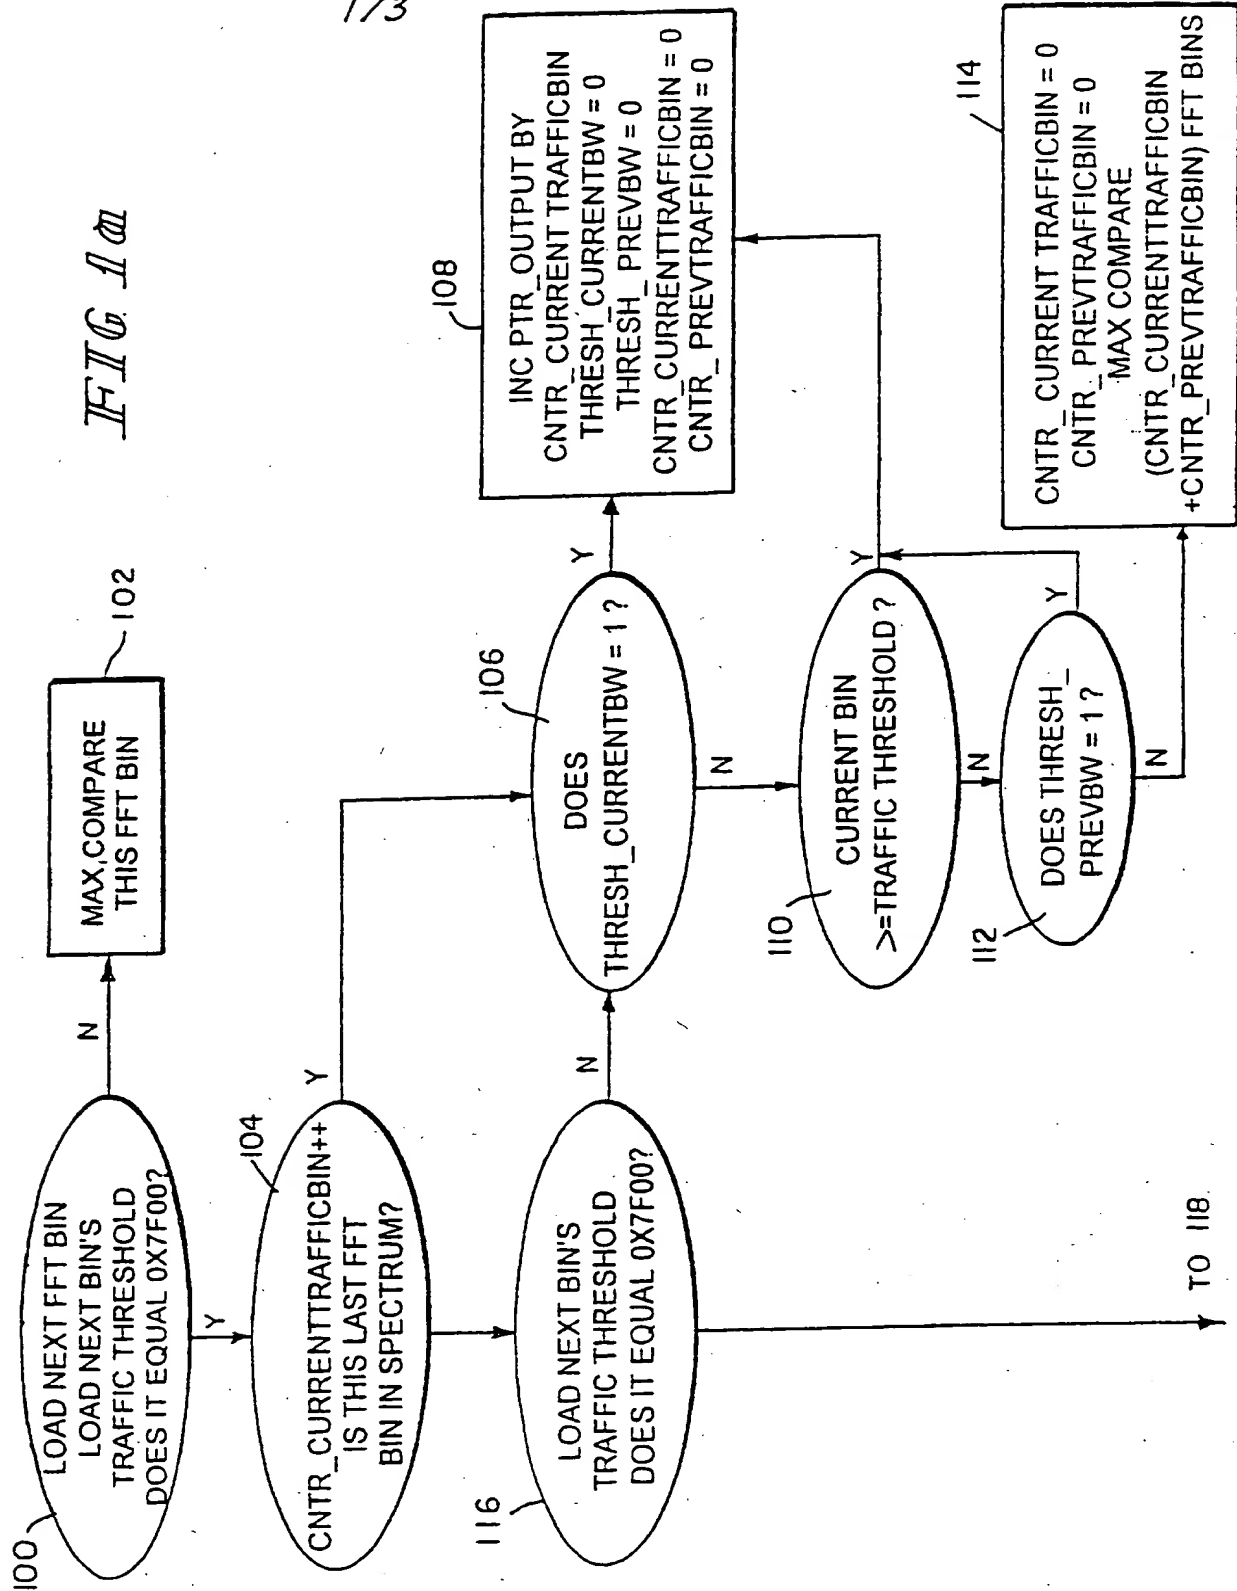 1/3
FIG. 1a
100
LOAD NEXT FFT BIN
LOAD NEXT BIN'S
TRAFFIC THRESHOLD
DOES IT EQUAL 0X7F00?
N
MAX,COMPARE
THIS FFT BIN
102
Y
104
CNTR_CURRENTTRAFFICBIN++
IS THIS LAST FFT
BIN IN SPECTRUM?
Y
116
LOAD NEXT BIN'S
TRAFFIC THRESHOLD
DOES IT EQUAL 0X7F00?
N
TO 118
106
DOES
THRESH_CURRENTBW = 1 ?
Y
N
108
INC PTR_OUTPUT BY
CNTR_CURRENT TRAFFICBIN
THRESH_CURRENTBW = 0
THRESH_PREVBW = 0
CNTR_CURRENTTRAFFICBIN = 0
CNTR_PREVTRAFFICBIN = 0
110
CURRENT BIN
>=TRAFFIC THRESHOLD ?
Y
N
112
DOES THRESH_
PREVBW = 1 ?
Y
N
114
CNTR_CURRENT TRAFFICBIN = 0
CNTR_PREVTRAFFICBIN = 0
MAX COMPARE
(CNTR_CURRENTTRAFFICBIN
+CNTR_PREVTRAFFICBIN) FFT BINS